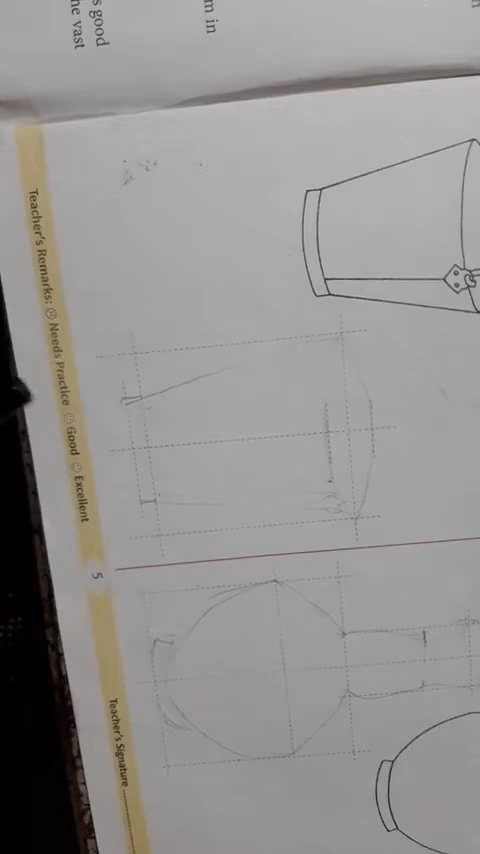 s good
he vast
m in
Teacher's Remarks: Needs Practice Good Excellent
5
Teacher's Signature ................